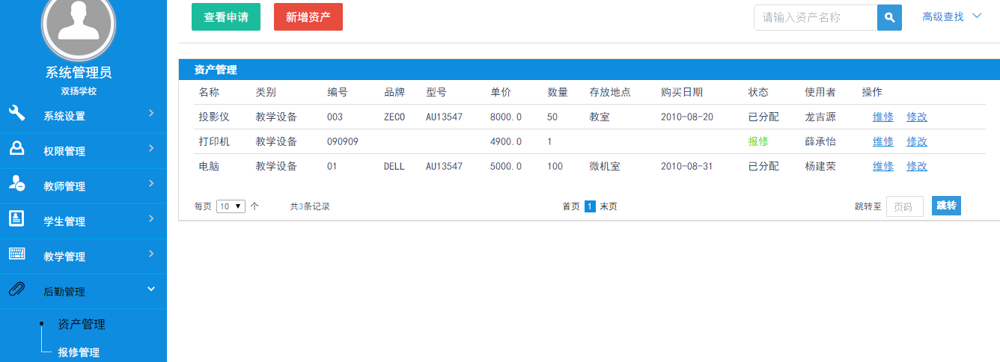 查看申请 新增资产 请输入资产名称 高级查找
系统管理员
双扬学校
系统设置
权限管理
教师管理
学生管理
教学管理
后勤管理
资产管理
报修管理
资产管理
名称 类别 编号 品牌 型号 单价 数量 存放地点 购买日期 状态 使用者 操作
投影仪 教学设备 003 ZECO AU13547 8000.0 50 教室 2010-08-20 已分配 龙吉源 维修 修改
打印机 教学设备 090909 4900.0 1 报修 薛承怡 维修 修改
电脑 教学设备 01 DELL AU13547 5000.0 100 微机室 2010-08-31 已分配 杨建荣 维修 修改
每页 10 个 共3条记录 首页 1 末页 跳转至 页码 跳转